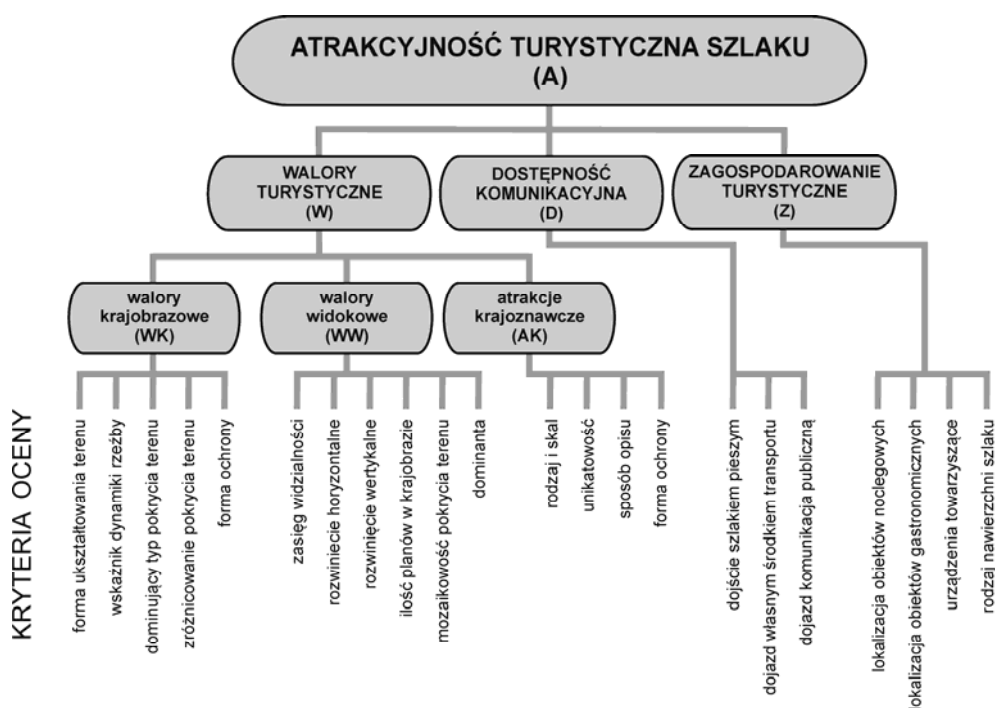 ATRAKCYJNOŚĆ TURYSTYCZNA SZLAKU
(A)
WALORY
TURYSTYCZNE
(W)
DOSTĘPNOŚĆ
KOMUNIKACYJNA
(D)
ZAGOSPODAROWANIE
TURYSTYCZNE
(Z)
walory
krajobrazowe
(WK)
walory
widokowe
(WW)
atrakcje
krajoznawcze
(AK)
KRYTERIA OCENY
forma ukształtowania terenu
wskaźnik dynamiki rzeźby
dominujący typ pokrycia terenu
zróżnicowanie pokrycia terenu
forma ochrony
zasięg widzialności
rozwiniecie horyzontalne
rozwinięcie wertykalne
ilość planów w krajobrazie
mozaikowość pokrycia terenu
dominanta
rodzaj i skal
unikatowość
sposób opisu
forma ochrony
dojście szlakiem pieszym
dojazd własnym środkiem transportu
dojazd komunikacja publiczną
lokalizacja obiektów noclegowych
lokalizacja obiektów gastronomicznych
urządzenia towarzyszące
rodzaj nawierzchni szlaku